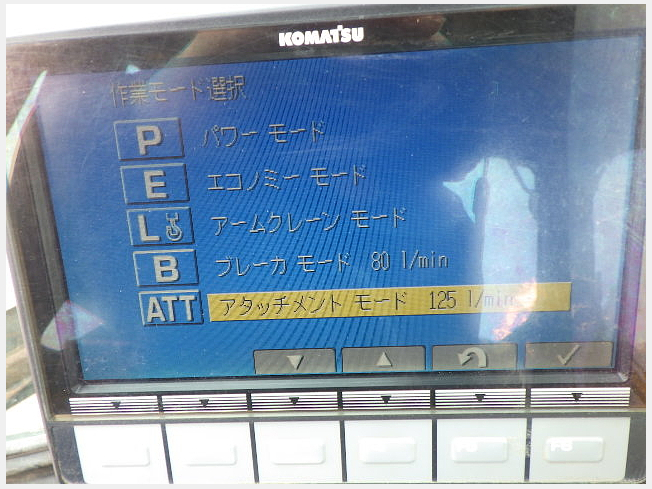 KOMATSU
作業モード選択
P パワー モード
E エコノミー モード
L アームクレーン モード
B ブレーカ モード 80 l/min
ATT アタッチメント モード 125 l/min
F5 F6